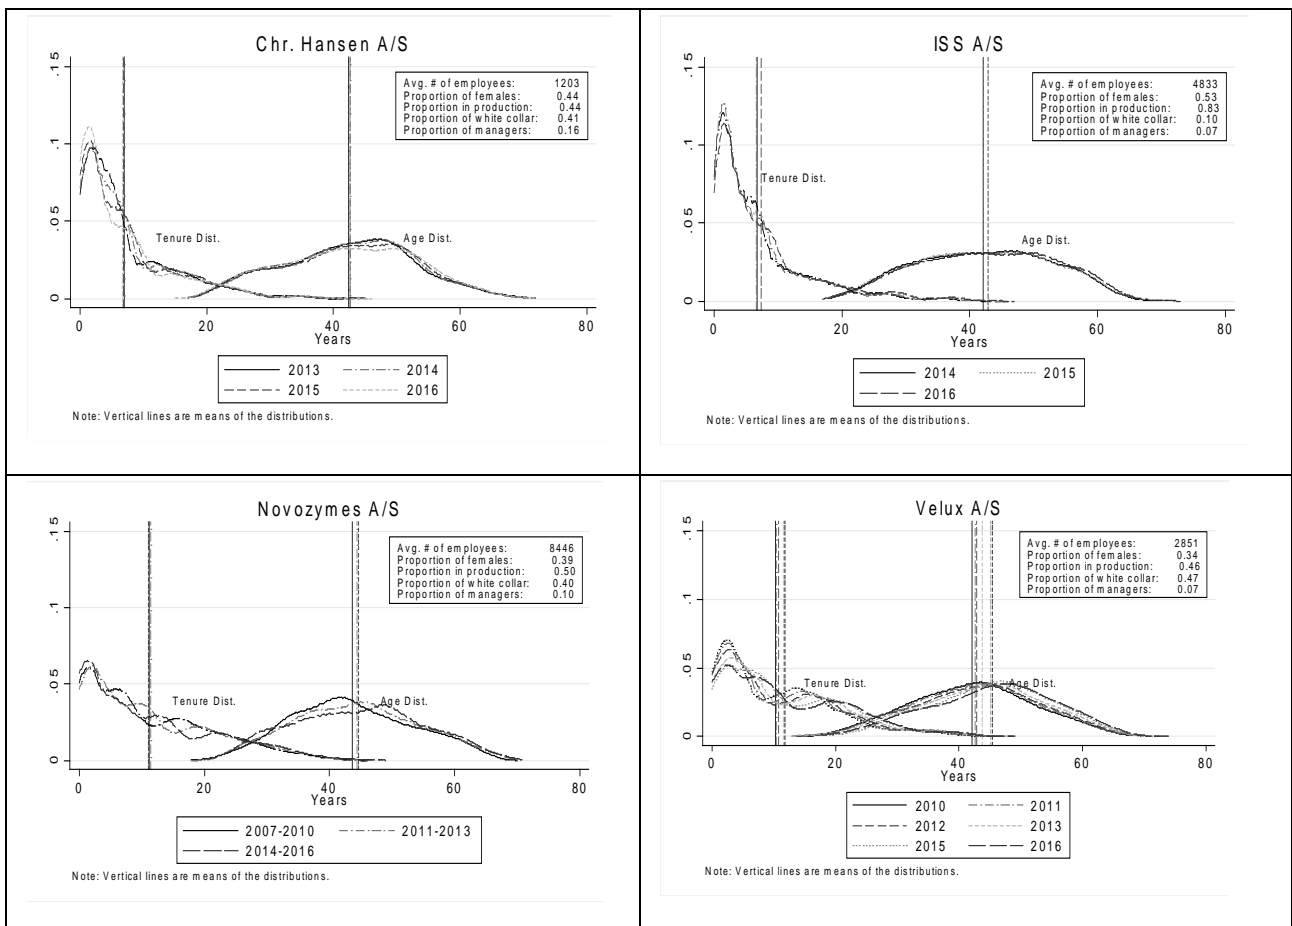 Chr. Hansen A/S
.15
.1
.05
0
Avg. # of employees: 1203
Proportion of females: 0.44
Proportion in production: 0.44
Proportion of white collar: 0.41
Proportion of managers: 0.16
Tenure Dist.
Age Dist.
0 20 40 60 80
Years
2013 2014
2015 2016
Note: Vertical lines are means of the distributions.
ISS A/S
.15
.1
.05
0
Avg. # of employees: 4833
Proportion of females: 0.53
Proportion in production: 0.83
Proportion of white collar: 0.10
Proportion of managers: 0.07
Tenure Dist.
Age Dist.
0 20 40 60 80
Years
2014 2015
2016
Note: Vertical lines are means of the distributions.
Novozymes A/S
.15
.1
.05
0
Avg. # of employees: 8446
Proportion of females: 0.39
Proportion in production: 0.50
Proportion of white collar: 0.40
Proportion of managers: 0.10
Tenure Dist.
Age Dist.
0 20 40 60 80
Years
2007-2010 2011-2013
2014-2016
Note: Vertical lines are means of the distributions.
Velux A/S
.15
.1
.05
0
Avg. # of employees: 2851
Proportion of females: 0.34
Proportion in production: 0.46
Proportion of white collar: 0.47
Proportion of managers: 0.07
Tenure Dist.
Age Dist.
0 20 40 60 80
Years
2010 2011
2012 2013
2015 2016
Note: Vertical lines are means of the distributions.